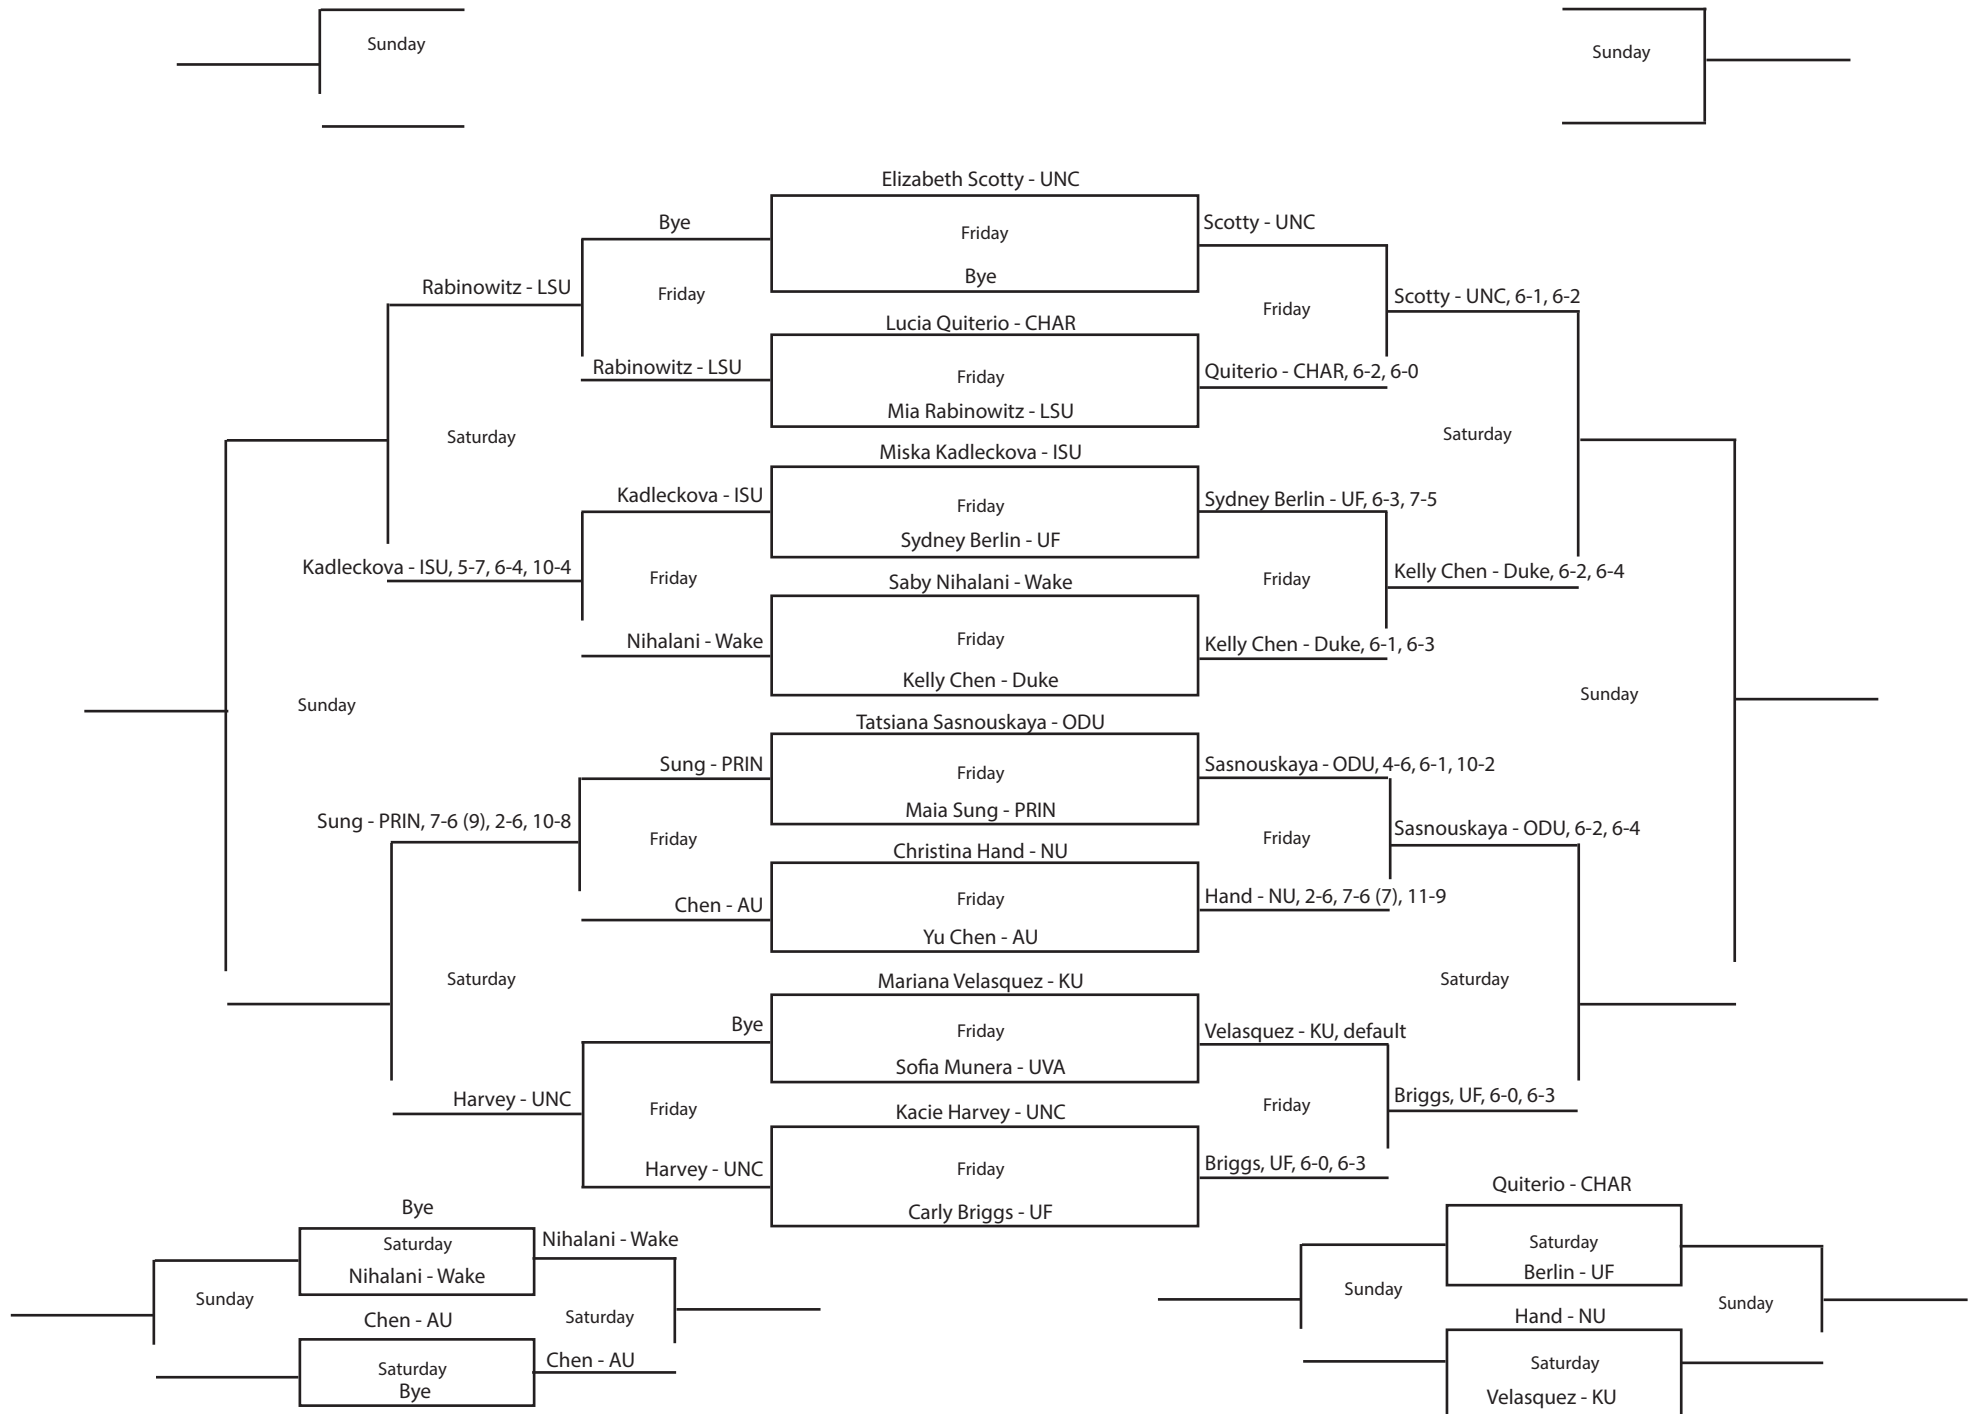 Sunday
Sunday
Elizabeth Scotty - UNC
Bye
Friday
Scotty - UNC
Bye
Rabinowitz - LSU
Friday
Friday
Scotty - UNC, 6-1, 6-2
Lucia Quiterio - CHAR
Rabinowitz - LSU
Friday
Quiterio - CHAR, 6-2, 6-0
Mia Rabinowitz - LSU
Saturday
Saturday
Miska Kadleckova - ISU
Kadleckova - ISU
Friday
Sydney Berlin - UF, 6-3, 7-5
Sydney Berlin - UF
Kadleckova - ISU, 5-7, 6-4, 10-4
Friday
Saby Nihalani - Wake
Friday
Kelly Chen - Duke, 6-2, 6-4
Nihalani - Wake
Friday
Kelly Chen - Duke, 6-1, 6-3
Kelly Chen - Duke
Sunday
Sunday
Tatsiana Sasnouskaya - ODU
Sung - PRIN
Friday
Sasnouskaya - ODU, 4-6, 6-1, 10-2
Maia Sung - PRIN
Sung - PRIN, 7-6 (9), 2-6, 10-8
Friday
Friday
Sasnouskaya - ODU, 6-2, 6-4
Christina Hand - NU
Chen - AU
Friday
Hand - NU, 2-6, 7-6 (7), 11-9
Yu Chen - AU
Saturday
Saturday
Mariana Velasquez - KU
Bye
Friday
Velasquez - KU, default
Sofia Munera - UVA
Harvey - UNC
Friday
Kacie Harvey - UNC
Friday
Briggs, UF, 6-0, 6-3
Harvey - UNC
Friday
Briggs, UF, 6-0, 6-3
Carly Briggs - UF
Bye
Saturday
Nihalani - Wake
Nihalani - Wake
Sunday
Chen - AU
Saturday
Saturday
Chen - AU
Bye
Quiterio - CHAR
Saturday
Berlin - UF
Sunday
Hand - NU
Sunday
Saturday
Velasquez - KU